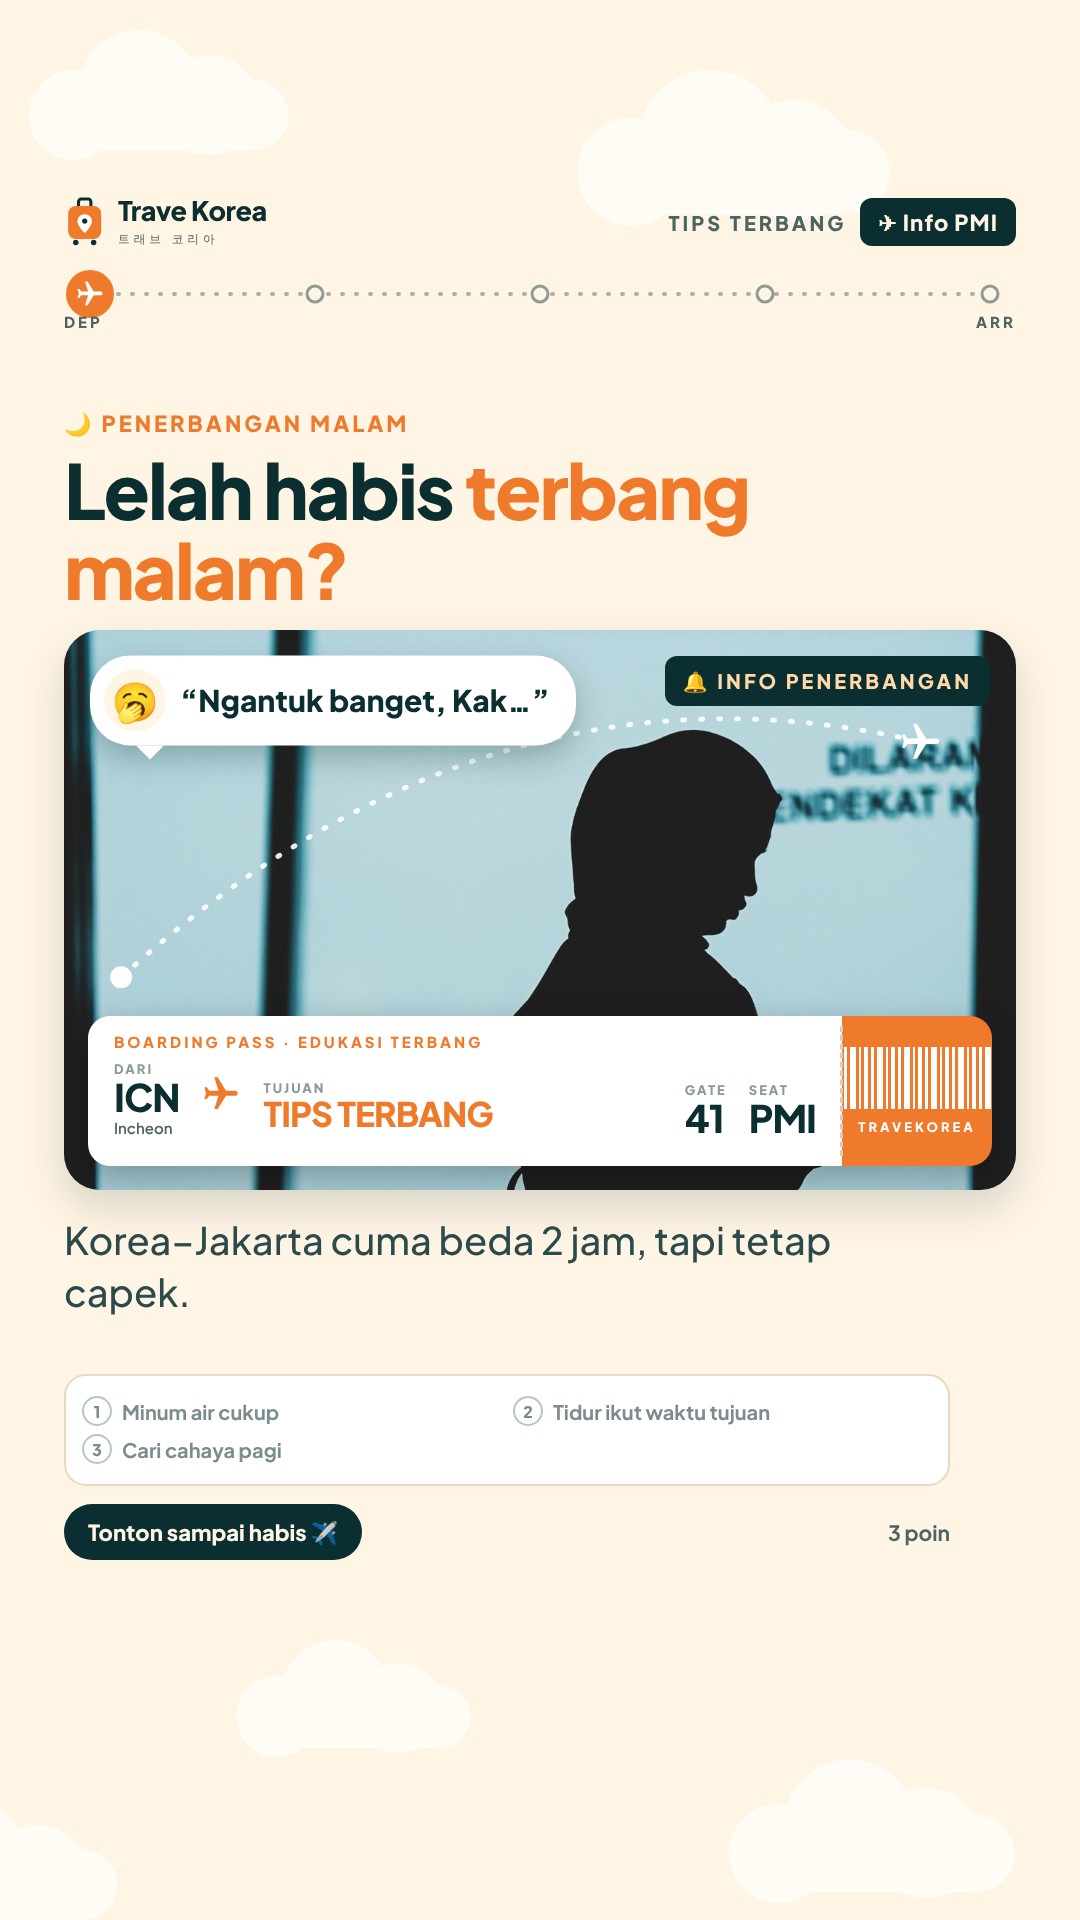 Trave Korea
트래브 코리아
TIPS TERBANG
✈ Info PMI
DEP
ARR
🌙 PENERBANGAN MALAM
Lelah habis terbang
malam?
🥱 “Ngantuk banget, Kak…”
🔔 INFO PENERBANGAN
DILARAN
ENDEKAT K
BOARDING PASS · EDUKASI TERBANG
DARI
ICN
Incheon
TUJUAN
TIPS TERBANG
GATE
41
SEAT
PMI
TRAVEKOREA
Korea–Jakarta cuma beda 2 jam, tapi tetap
capek.
1 Minum air cukup
2 Tidur ikut waktu tujuan
3 Cari cahaya pagi
Tonton sampai habis ✈️
3 poin